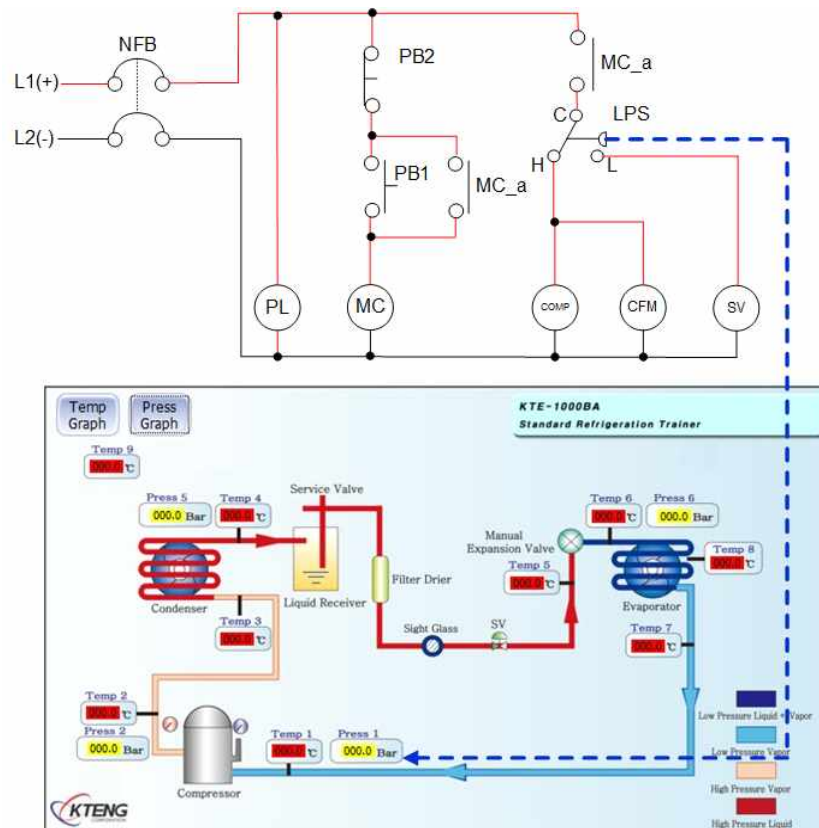 NFB
PB2
MC_a
L1(+)
C
LPS
L2(-)
H
L
PB1
MC_a
PL
MC
COMP
CFM
SV
Temp
Graph
Press
Graph
KTE-1000BA
Standard Refrigeration Trainer
Temp 9
000.0 ℃
Press 5
000.0 Bar
Temp 4
000.0 ℃
Service Valve
Temp 6
000.0 ℃
Press 6
000.0 Bar
Manual
Expansion Valve
Temp 8
000.0 ℃
Temp 5
000.0 ℃
Filter Drier
Condenser
Liquid Receiver
Evaporator
Temp 3
000.0 ℃
Sight Glass
SV
Temp 7
000.0 ℃
Temp 2
000.0 ℃
Press 2
000.0 Bar
Temp 1
000.0 ℃
Press 1
000.0 Bar
Compressor
Low Pressure Liquid + Vapor
Low Pressure Vapor
High Pressure Vapor
High Pressure Liquid
KTENG
CORPORATION